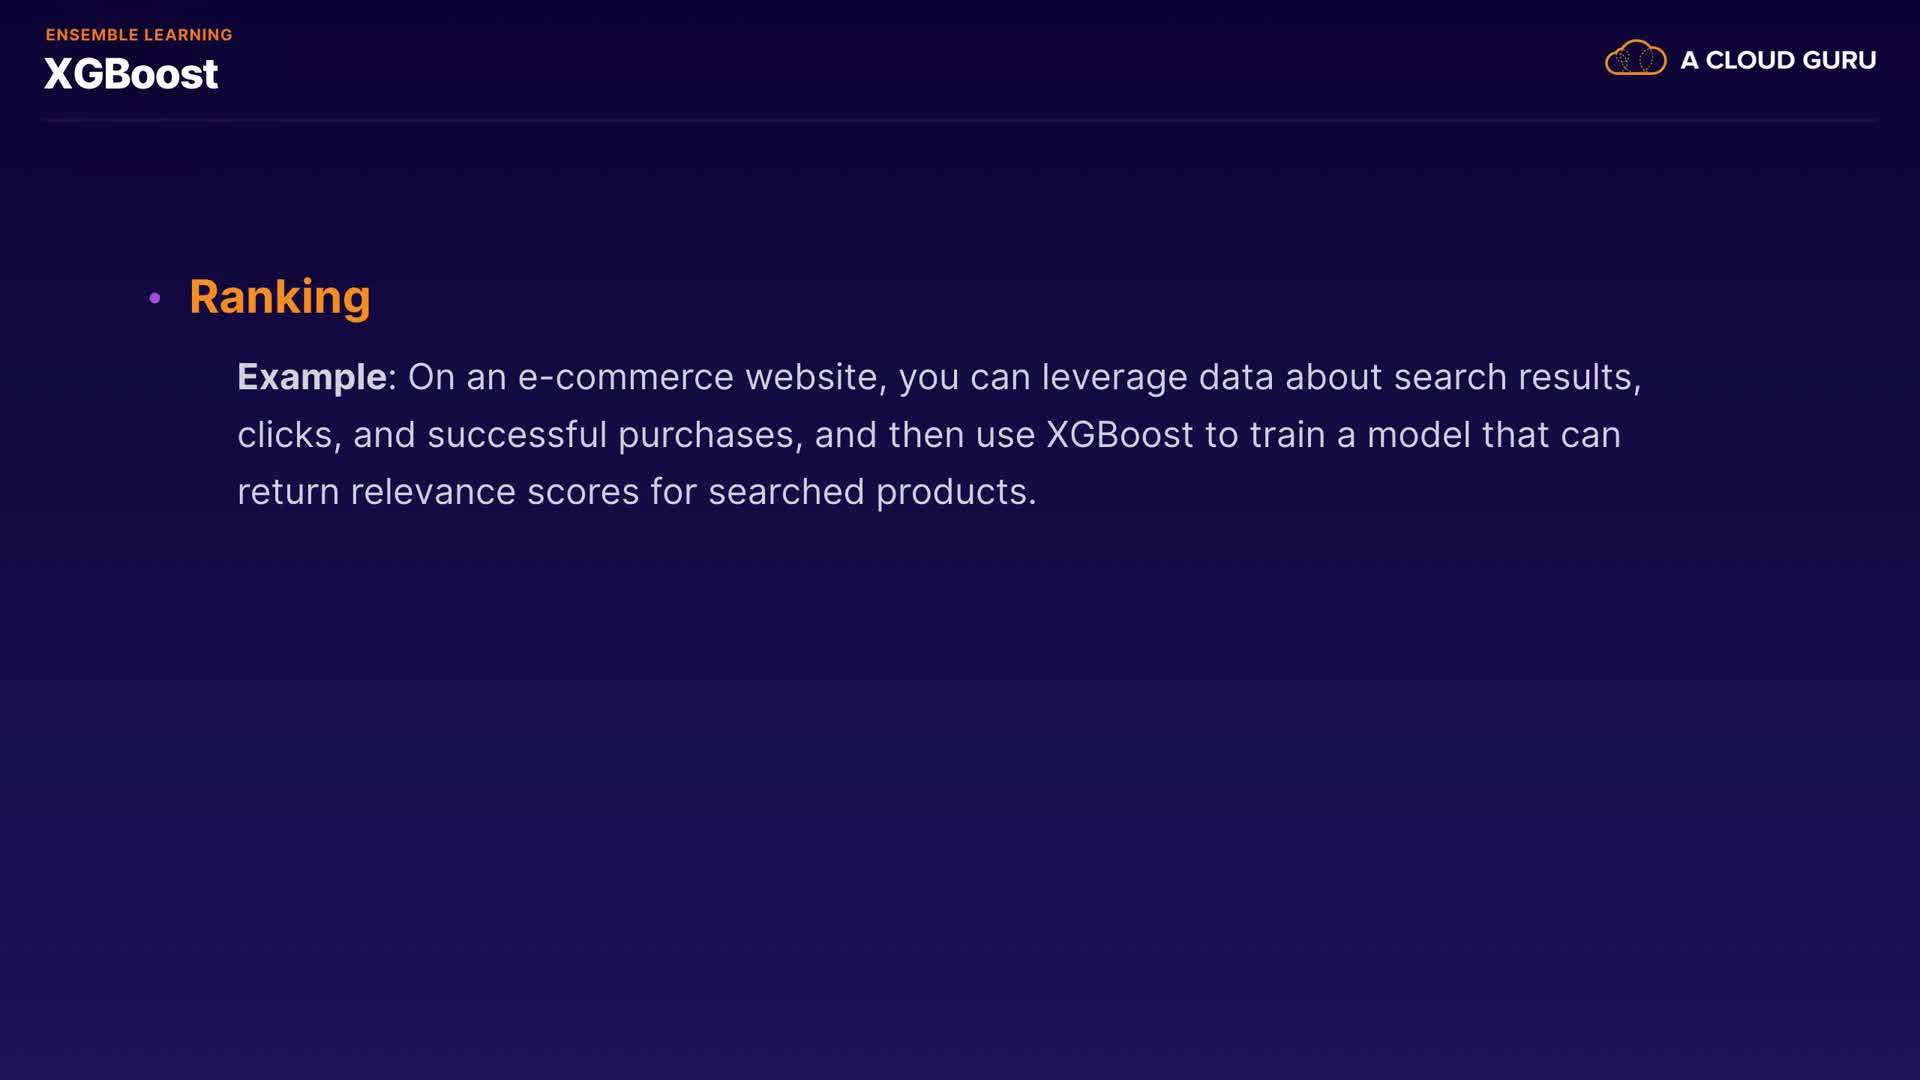 ENSEMBLE LEARNING
XGBoost
A CLOUD GURU
• Ranking
Example: On an e-commerce website, you can leverage data about search results,
clicks, and successful purchases, and then use XGBoost to train a model that can
return relevance scores for searched products.